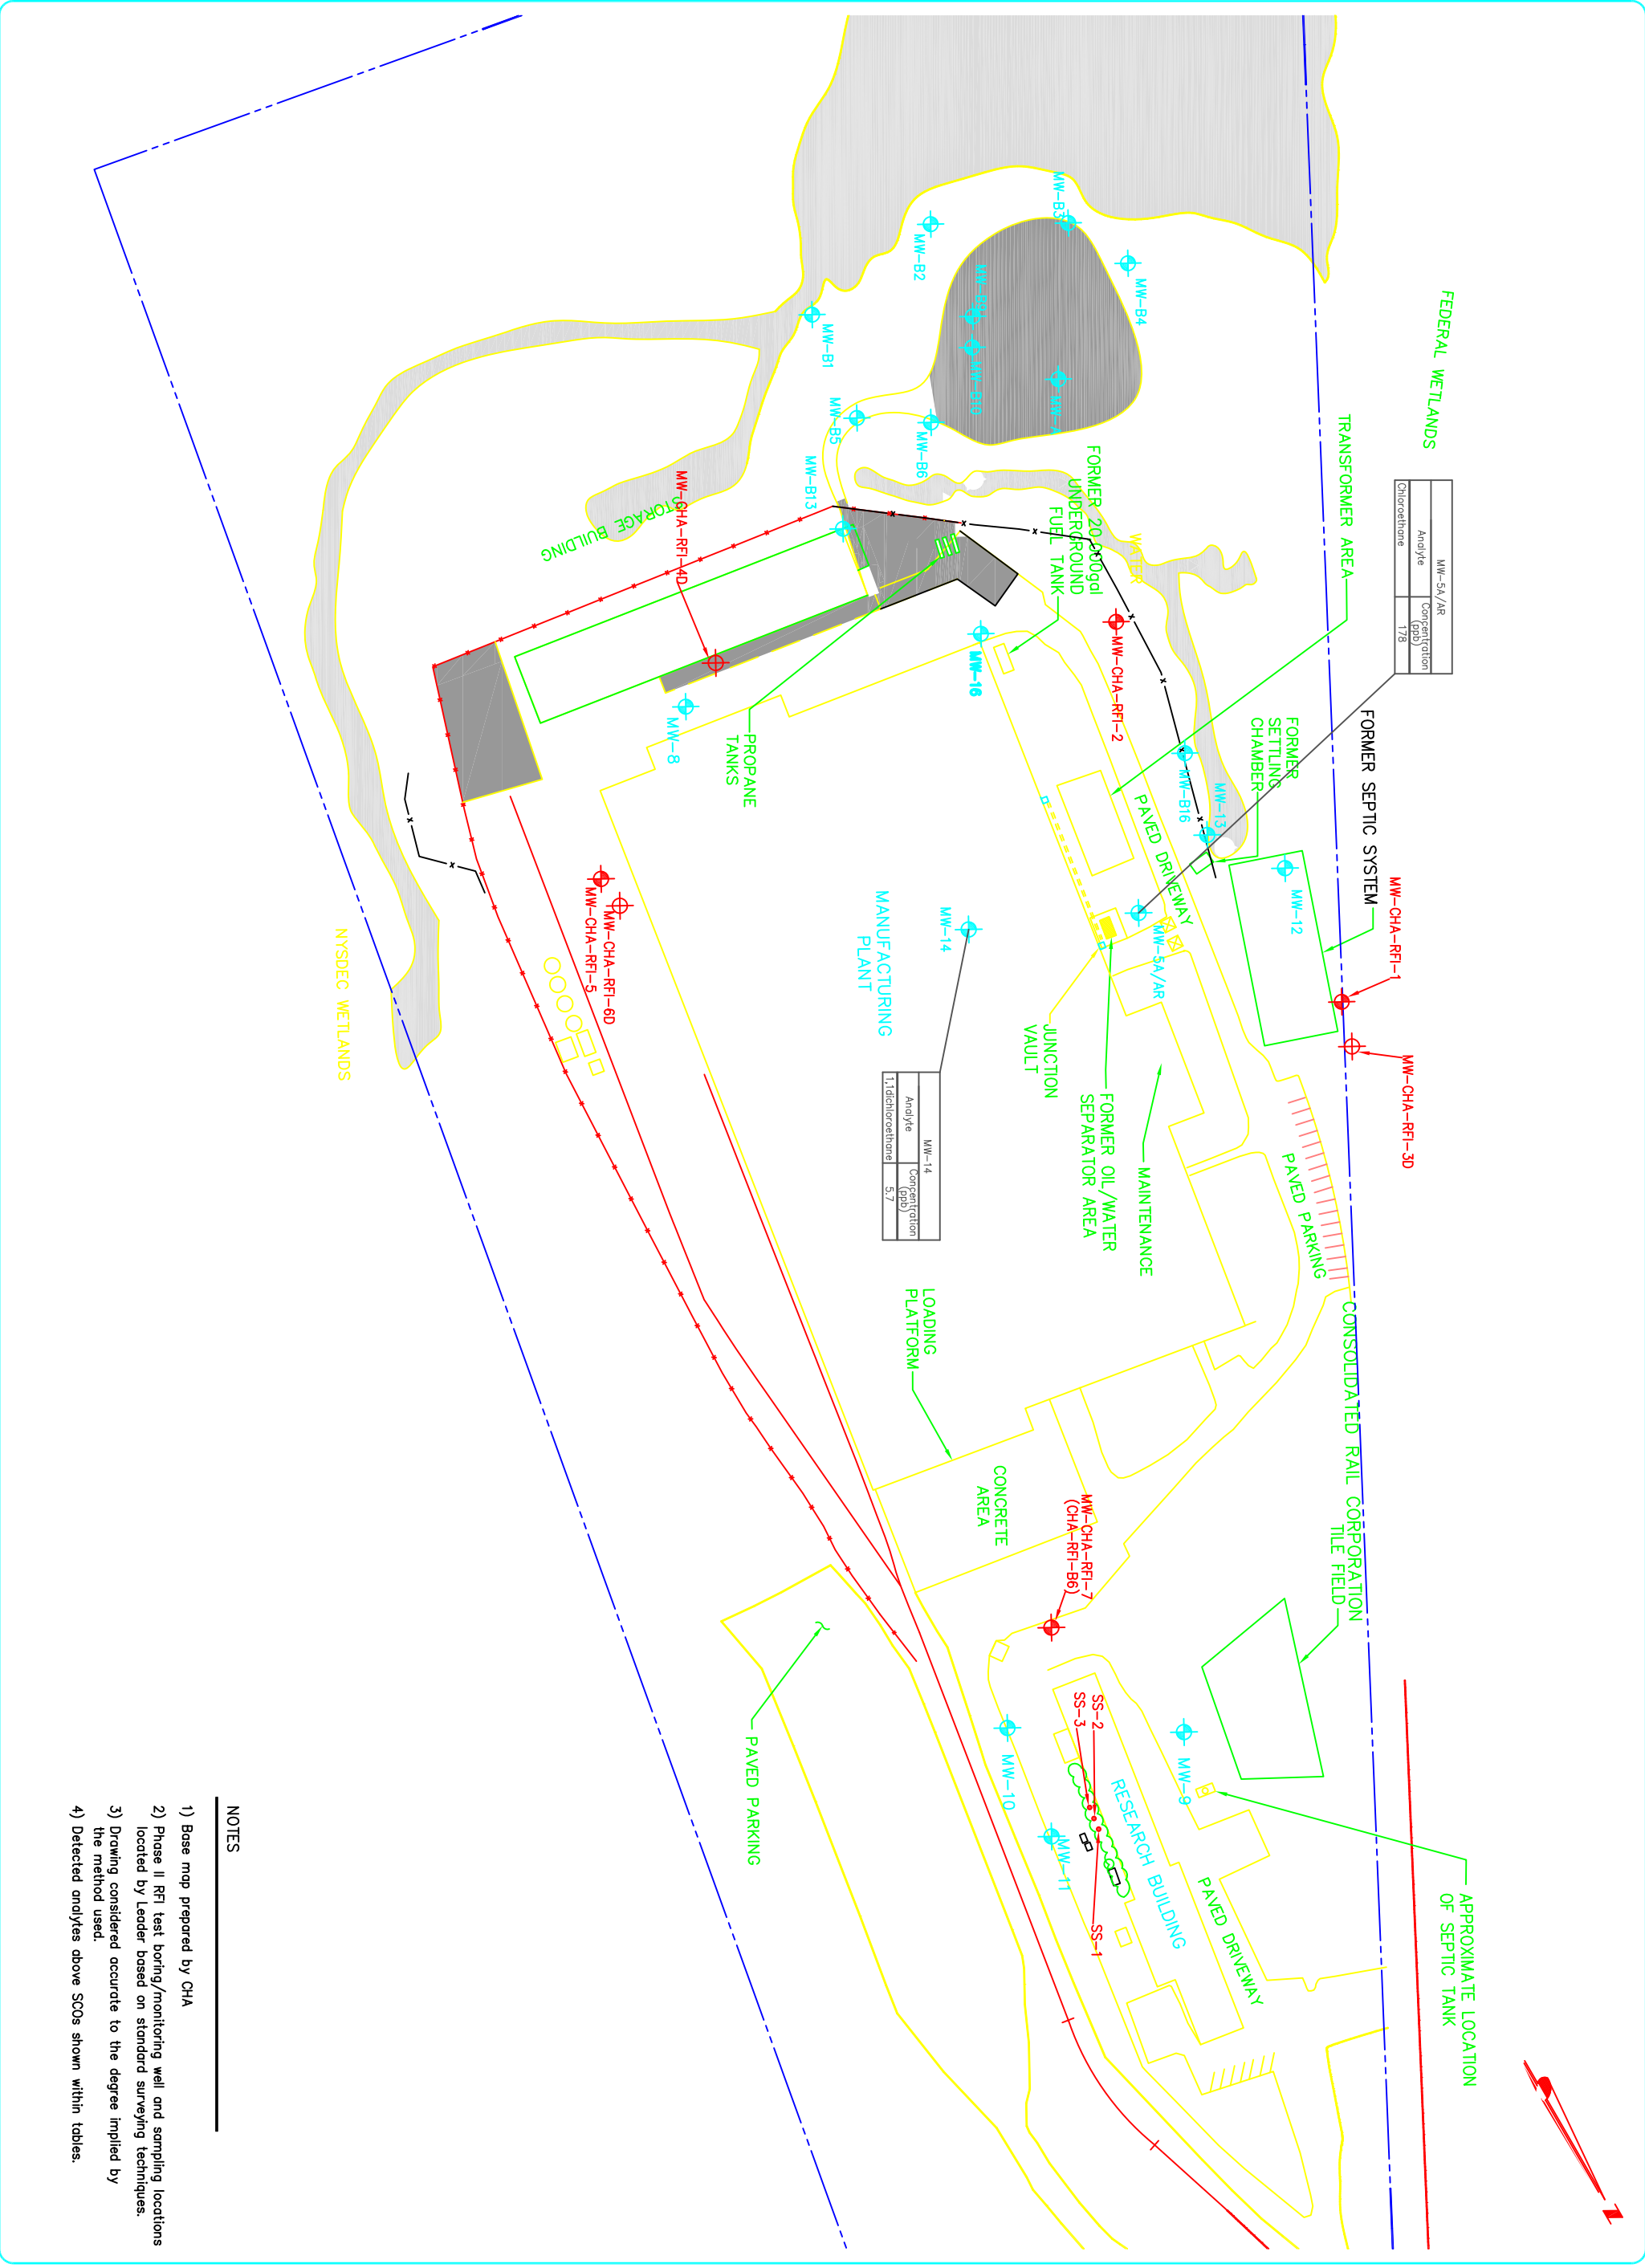 FEDERAL WETLANDS
MW-5A/AR
Analyte
Concentration
(ppb)
Chloroethane
178
TRANSFORMER AREA
FORMER SEPTIC SYSTEM
FORMER
SETTLING
CHAMBER
MW-CHA-RFI-1
MW-CHA-RFI-3D
MW-12
MW-13
MW-B16
MW-B3
MW-B4
MW-B2
MW-B1
MW-B10
MW-B5
MW-B6
MW-B13
FORMER 20,000gal
UNDERGROUND
FUEL TANK
WATER
MW-CHA-RFI-2
MW-16
STORAGE BUILDING
MW-CHA-RFI-4D
MW-8
PROPANE
TANKS
PAVED DRIVEWAY
MW-5A/AR
MW-14
MANUFACTURING
PLANT
JUNCTION
VAULT
FORMER OIL/WATER
SEPARATOR AREA
MAINTENANCE
PAVED PARKING
MW-14
Analyte
Concentration
(ppb)
1,1dichloroethane
5.7
MW-CHA-RFI-6D
MW-CHA-RFI-5
NYSDEC WETLANDS
LOADING
PLATFORM
CONCRETE
AREA
CONSOLIDATED RAIL CORPORATION
TILE FIELD
MW-CHA-RFI-7
(CHA-RFI-B6)
SS-2
SS-3
SS-1
MW-9
MW-10
MW-11
RESEARCH BUILDING
PAVED DRIVEWAY
PAVED PARKING
APPROXIMATE LOCATION
OF SEPTIC TANK
N
NOTES
1) Base map prepared by CHA
2) Phase II RFI test boring/monitoring well and sampling locations
located by Leader based on standard surveying techniques.
3) Drawing considered accurate to the degree implied by
the method used.
4) Detected analytes above SCOs shown within tables.